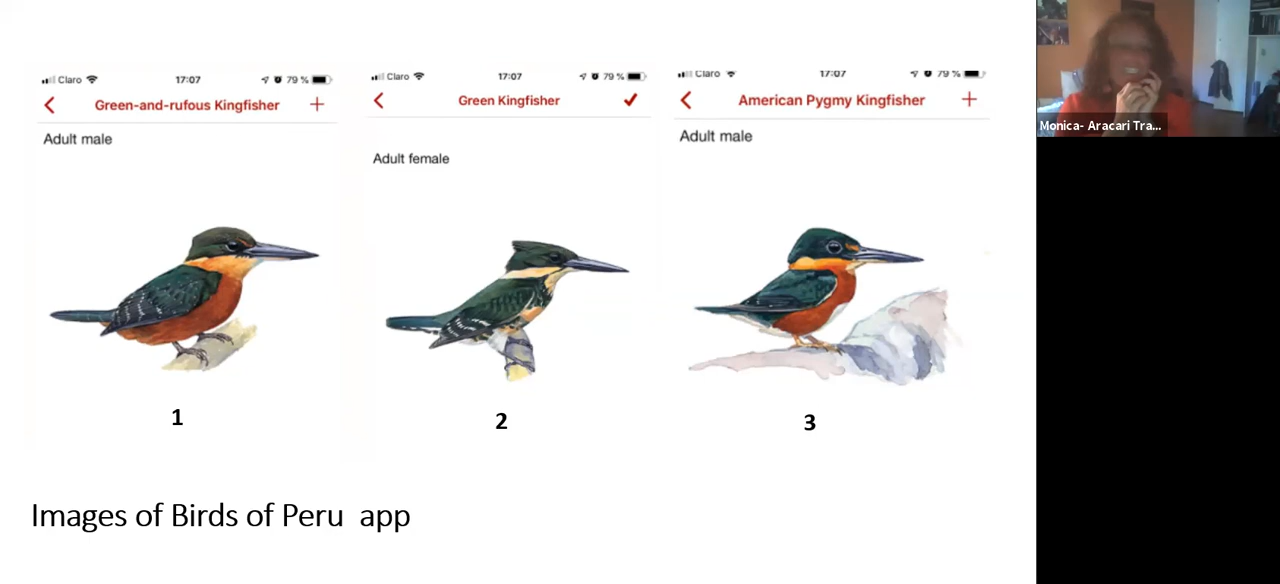 Claro 17:07 79 %
Green-and-rufous Kingfisher +
Adult male
1
Claro 17:07 79 %
Green Kingfisher
Adult female
2
Claro 17:07 79 %
American Pygmy Kingfisher +
Adult male
3
Images of Birds of Peru app
Monica- Aracari Tra...